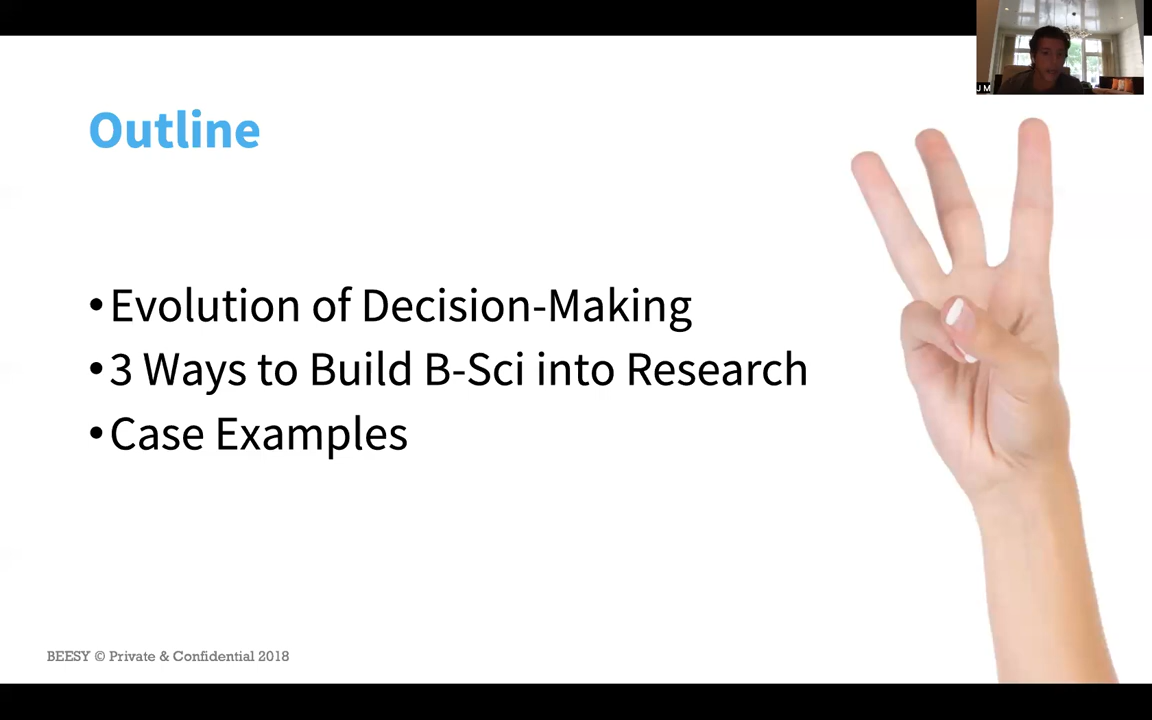 J M
Outline
•Evolution of Decision-Making
•3 Ways to Build B-Sci into Research
•Case Examples
BEESY © Private & Confidential 2018